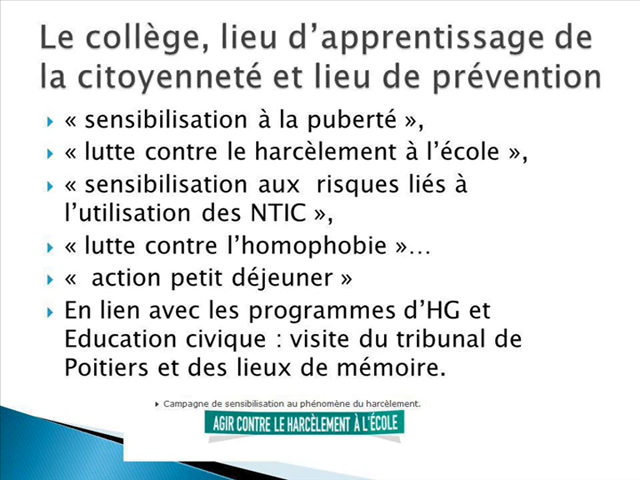 Le collège, lieu d'apprentissage de
la citoyenneté et lieu de prévention
« sensibilisation à la puberté »,
« lutte contre le harcèlement à l'école »,
« sensibilisation aux  risques liés à
l'utilisation des NTIC »,
« lutte contre l'homophobie »…
«  action petit déjeuner »
En lien avec les programmes d'HG et
Education civique : visite du tribunal de
Poitiers et des lieux de mémoire.
Campagne de sensibilisation au phénomène du harcèlement.
AGIR CONTRE LE HARCÈLEMENT À L'ÉCOLE